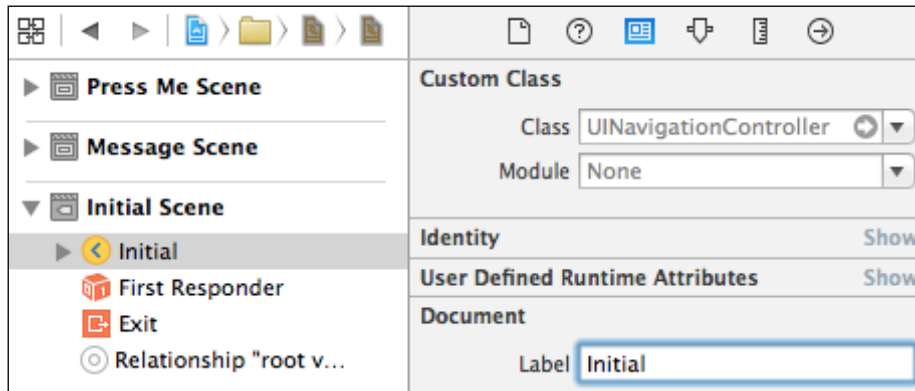 Press Me Scene
Message Scene
Initial Scene
Initial
First Responder
Exit
Relationship "root v...
Custom Class
Class UINavigationController
Module None
Identity Show
User Defined Runtime Attributes Show
Document
Label Initial